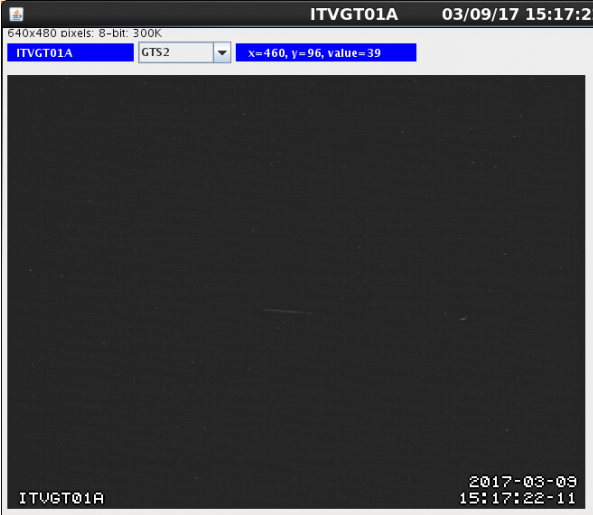 ITVGT01A 03/09/17 15:17:2
640x480 pixels; 8-bit; 300K
ITVGT01A GTS2 x=460, y=96, value=39
2017-03-09
ITVGT01A 15:17:22-11